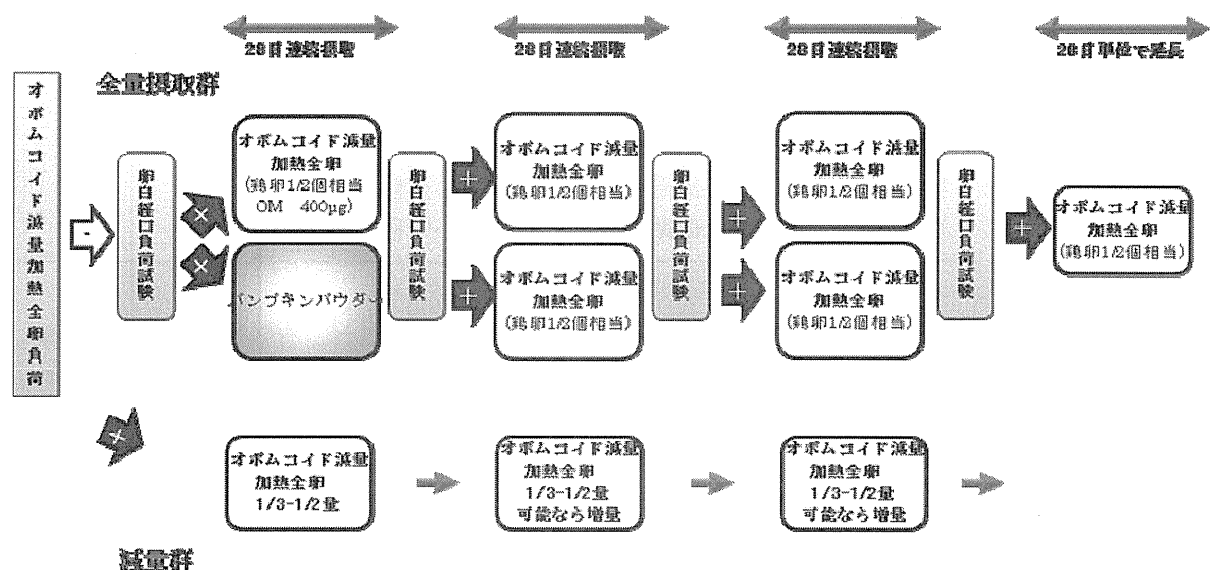 28日連続摂取
28日連続摂取
28日連続摂取
28日単位で延長
全量摂取群
オボムコイド減量加熱全卵負荷
卵白経口負荷試験
×
×
オボムコイド減量
加熱全卵
(鶏卵1/2個相当
OM 400μg)
パンプキンパウダー
卵白経口負荷試験
+
+
オボムコイド減量
加熱全卵
(鶏卵1/2個相当)
オボムコイド減量
加熱全卵
(鶏卵1/2個相当)
卵白経口負荷試験
+
+
オボムコイド減量
加熱全卵
(鶏卵1/2個相当)
オボムコイド減量
加熱全卵
(鶏卵1/2個相当)
卵白経口負荷試験
+
オボムコイド減量
加熱全卵
(鶏卵1/2個相当)
-
+
オボムコイド減量
加熱全卵
1/3-1/2量
オボムコイド減量
加熱全卵
1/3-1/2量
可能なら増量
オボムコイド減量
加熱全卵
1/3-1/2量
可能なら増量
減量群